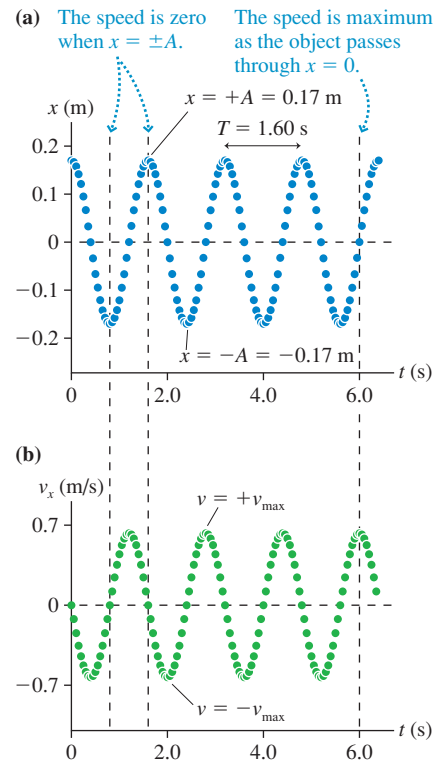 (a) The speed is zero
when x = ±A.
The speed is maximum
as the object passes
through x = 0.
x (m)
x = +A = 0.17 m
T = 1.60 s
0.2
0.1
0
−0.1
−0.2
x = −A = −0.17 m
t (s)
0 2.0 4.0 6.0
(b)
vₓ (m/s)
v = +v_max
0.7
0
−0.7
v = −v_max
t (s)
0 2.0 4.0 6.0